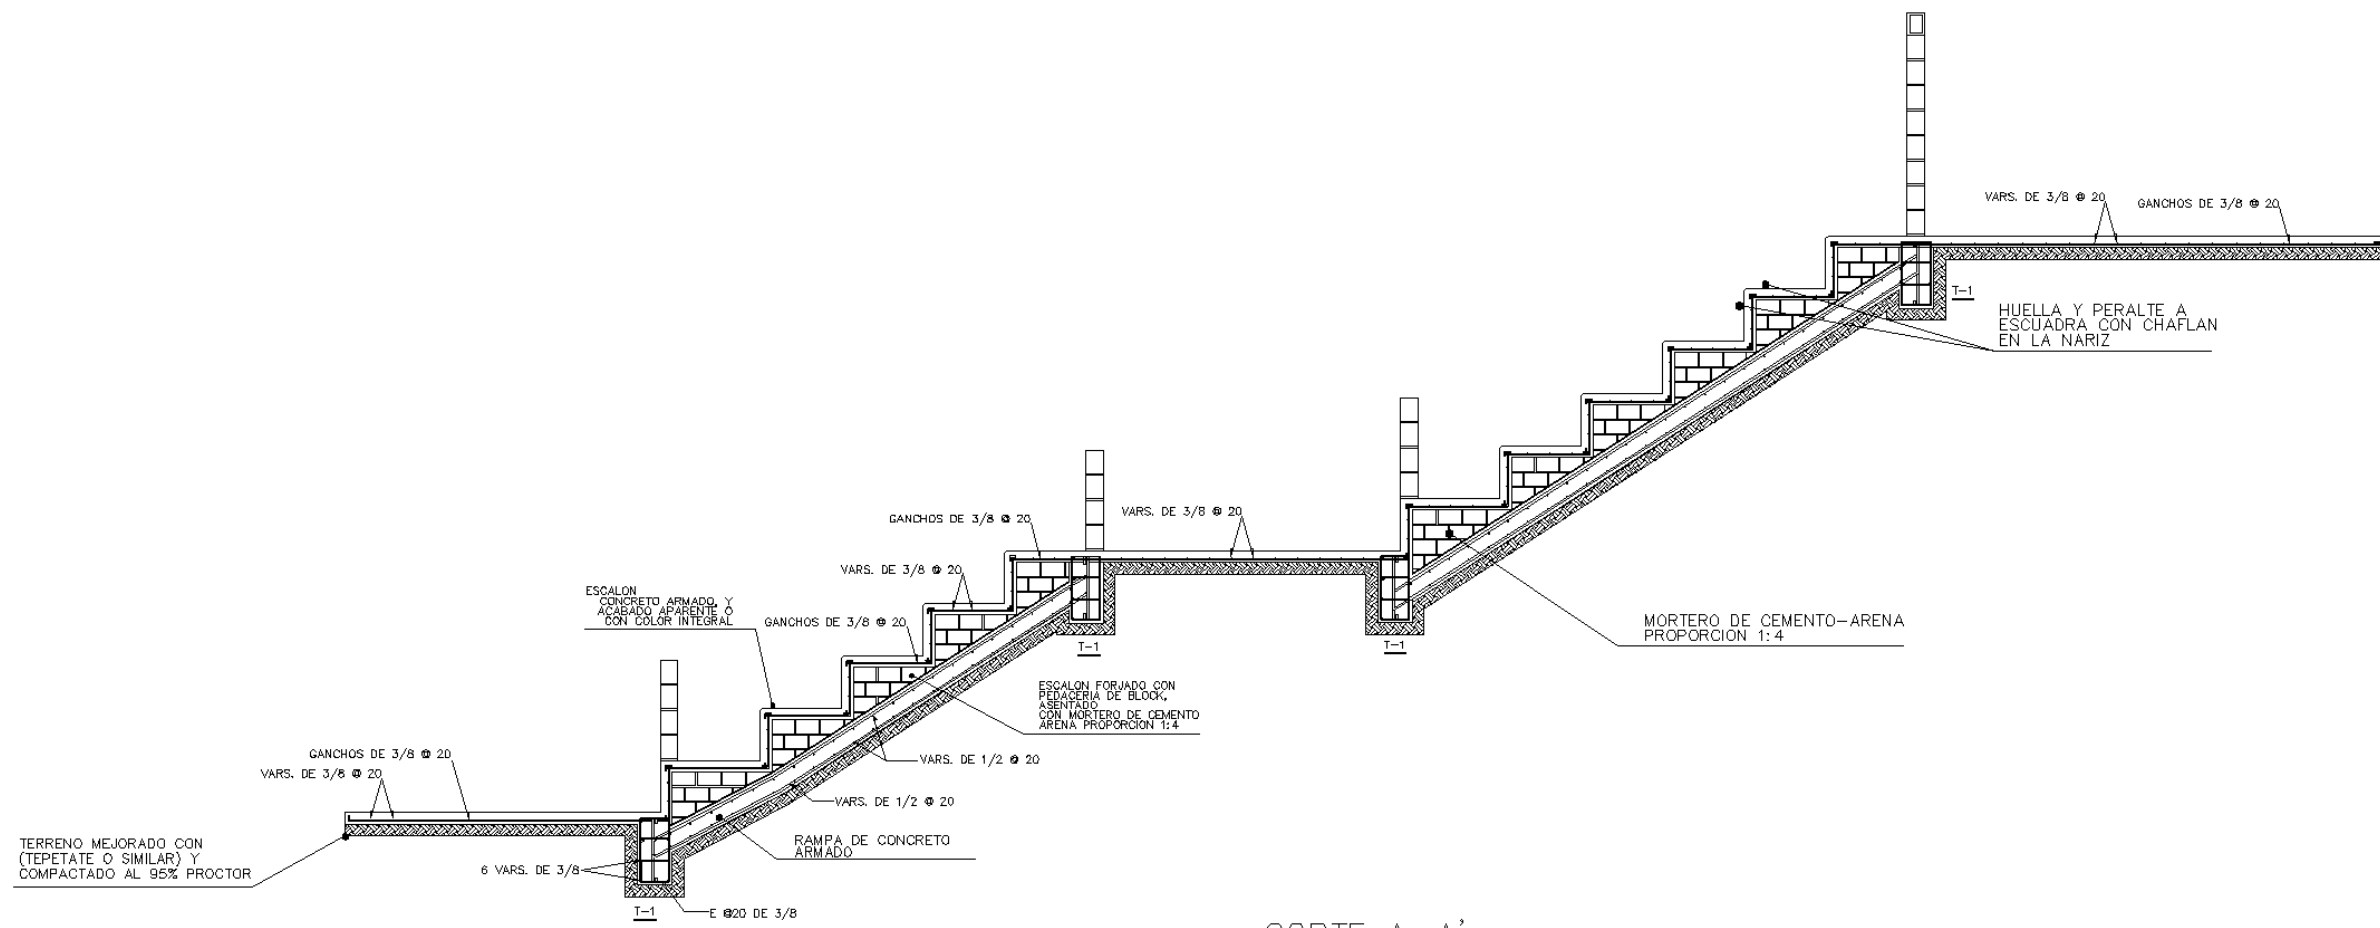 VARS. DE 3/8 @ 20
GANCHOS DE 3/8 @ 20
T-1
HUELLA Y PERALTE A
ESCUADRA CON CHAFLAN
EN LA NARIZ
GANCHOS DE 3/8 @ 20
VARS. DE 3/8 @ 20
VARS. DE 3/8 @ 20
ESCALON
CONCRETO ARMADO, Y
ACABADO APARENTE O
CON COLOR INTEGRAL
GANCHOS DE 3/8 @ 20
T-1
T-1
MORTERO DE CEMENTO-ARENA
PROPORCION 1:4
ESCALON FORJADO CON
PEDACERIA DE BLOCK,
ASENTADO
CON MORTERO DE CEMENTO
ARENA PROPORCION 1:4
GANCHOS DE 3/8 @ 20
VARS. DE 3/8 @ 20
VARS. DE 1/2 @ 20
VARS. DE 1/2 @ 20
TERRENO MEJORADO CON
(TEPETATE O SIMILAR) Y
COMPACTADO AL 95% PROCTOR
RAMPA DE CONCRETO
ARMADO
6 VARS. DE 3/8
T-1
E @20 DE 3/8
CORTE A-A'